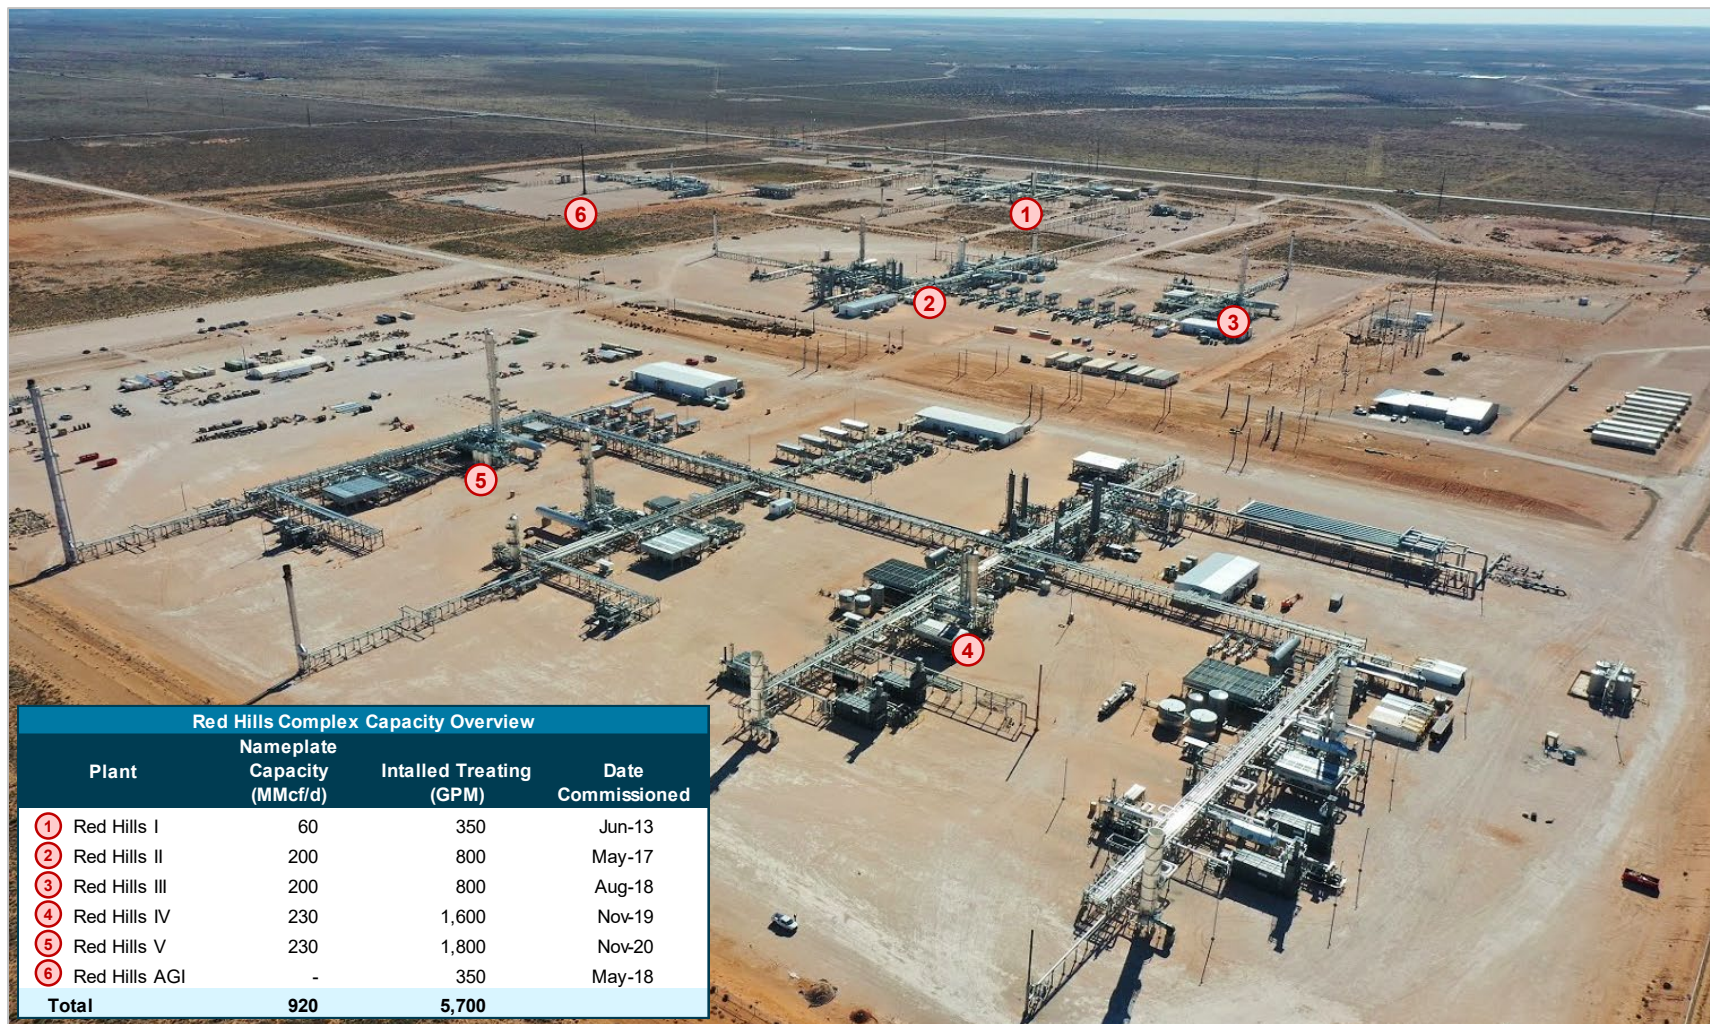 6
1
2
3
5
4
Red Hills Complex Capacity Overview
Plant Nameplate Capacity (MMcf/d) Intalled Treating (GPM) Date Commissioned
1 Red Hills I 60 350 Jun-13
2 Red Hills II 200 800 May-17
3 Red Hills III 200 800 Aug-18
4 Red Hills IV 230 1,600 Nov-19
5 Red Hills V 230 1,800 Nov-20
6 Red Hills AGI - 350 May-18
Total 920 5,700